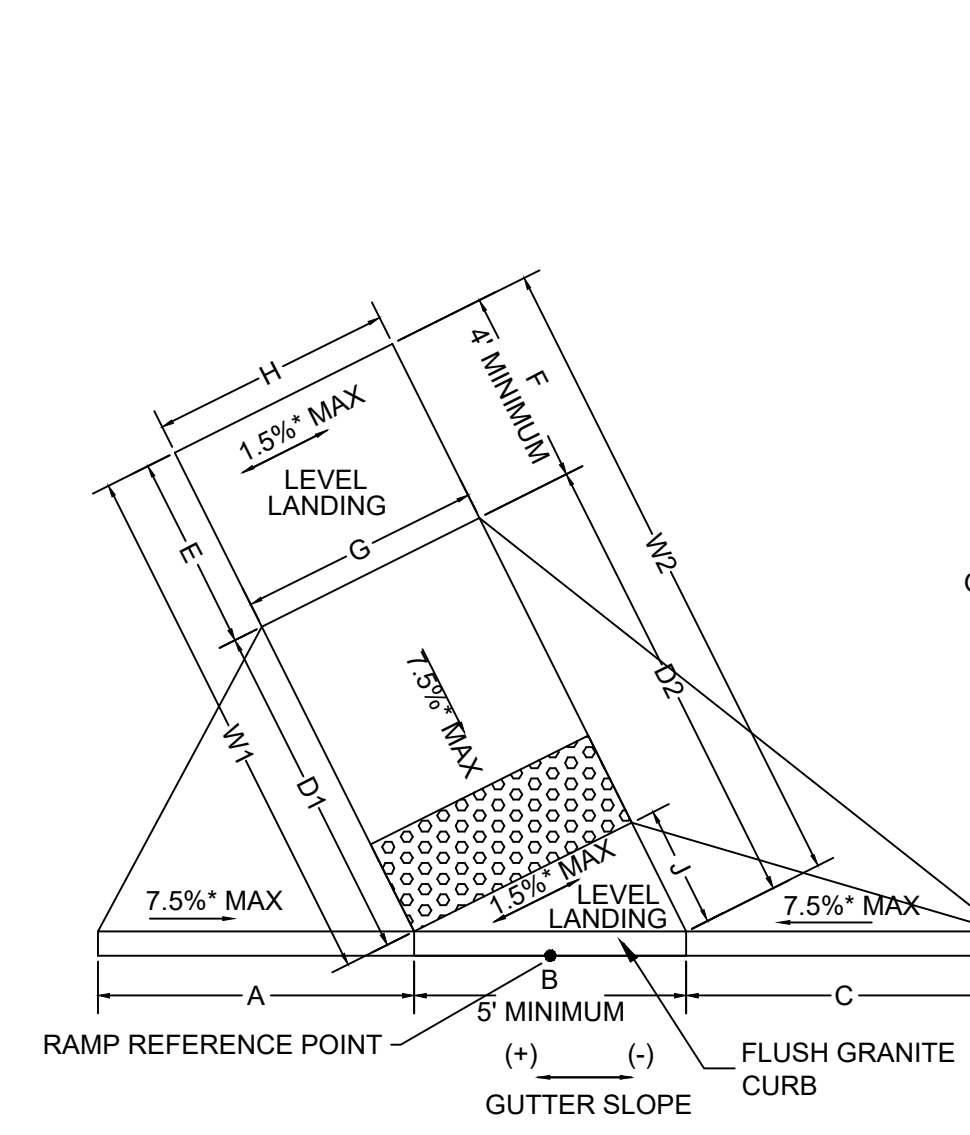 H
4' MINIMUM
F
1.5%* MAX
LEVEL
LANDING
G
E
W2
7.5%* MAX
D2
W1
D1
J
1.5%* MAX
LEVEL
LANDING
7.5%* MAX
7.5%* MAX
A
B
5' MINIMUM
C
RAMP REFERENCE POINT
(+)
(-)
GUTTER SLOPE
FLUSH GRANITE
CURB